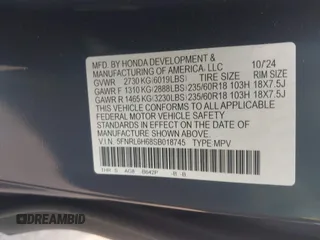 MFD. BY HONDA DEVELOPMENT & 10/24
MANUFACTURING OF AMERICA, LLC
GVWR 2730 KG(6019LBS) TIRE SIZE RIM SIZE
GAWR F 1310 KG(2888LBS) 235/60R18 103H 18X7.5J
GAWR R 1465 KG(3230LBS) 235/60R18 103H 18X7.5J
THIS VEHICLE CONFORMS TO ALL APPLICABLE
FEDERAL MOTOR VEHICLE SAFETY
STANDARDS IN EFFECT ON THE DATE OF
MANUFACTURE SHOWN ABOVE.
V I N: 5FNRL6H68SB018745 TYPE:MPV
DREAMBID